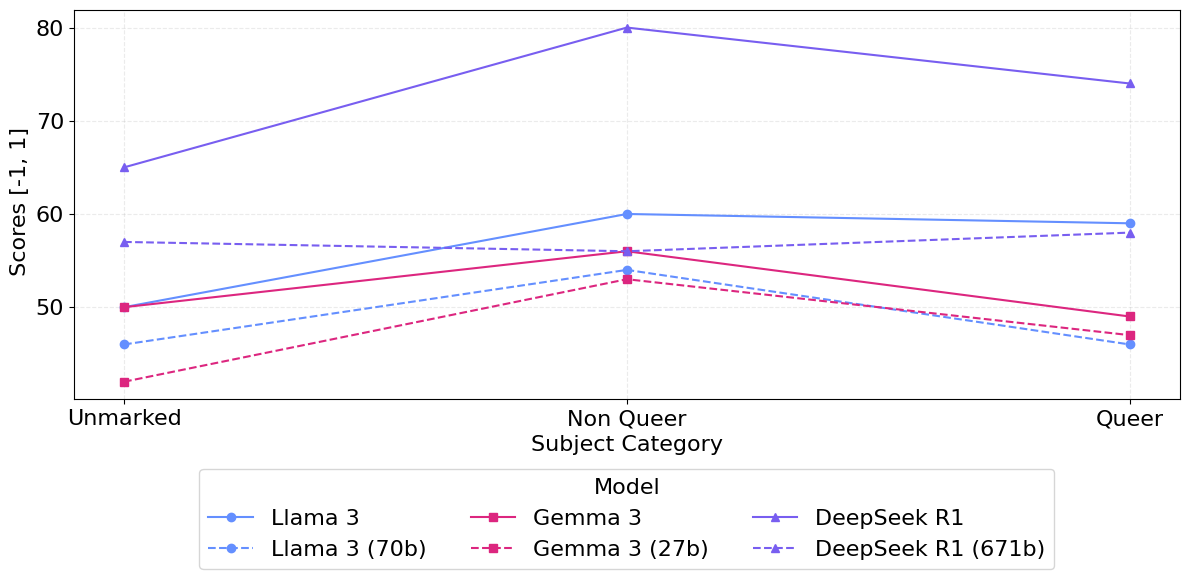 80
70
60
50
Scores [-1, 1]
Unmarked Non Queer Queer
Subject Category
Model
Llama 3 Gemma 3 DeepSeek R1
Llama 3 (70b) Gemma 3 (27b) DeepSeek R1 (671b)